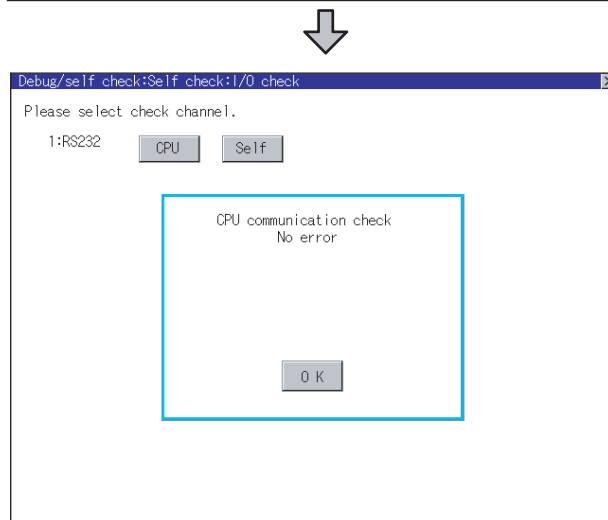 Debug/self check:Self check:I/O check
Please select check channel.
1:RS232 CPU Self
CPU communication check
No error
O K